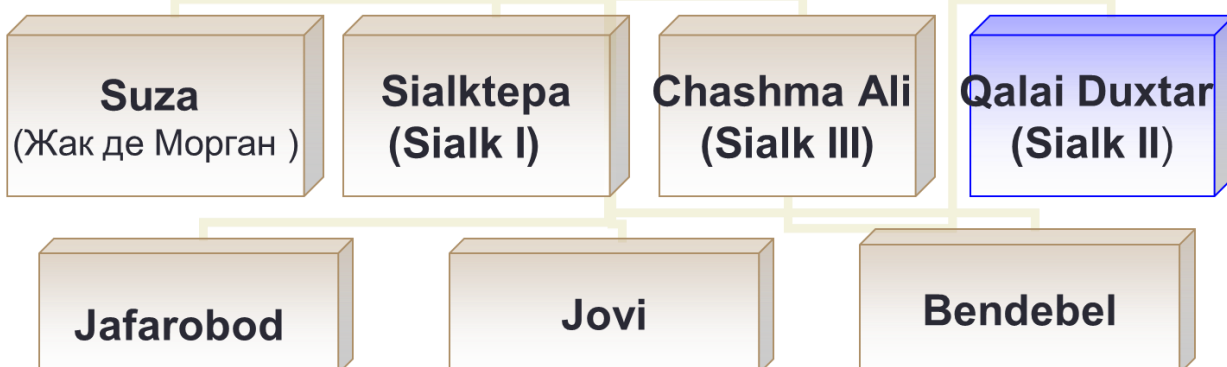 Suza
(Жак де Морган )
Sialktepa
(Sialk I)
Chashma Ali
(Sialk III)
Qalai Duxtar
(Sialk II)
Jafarobod
Jovi
Bendebel